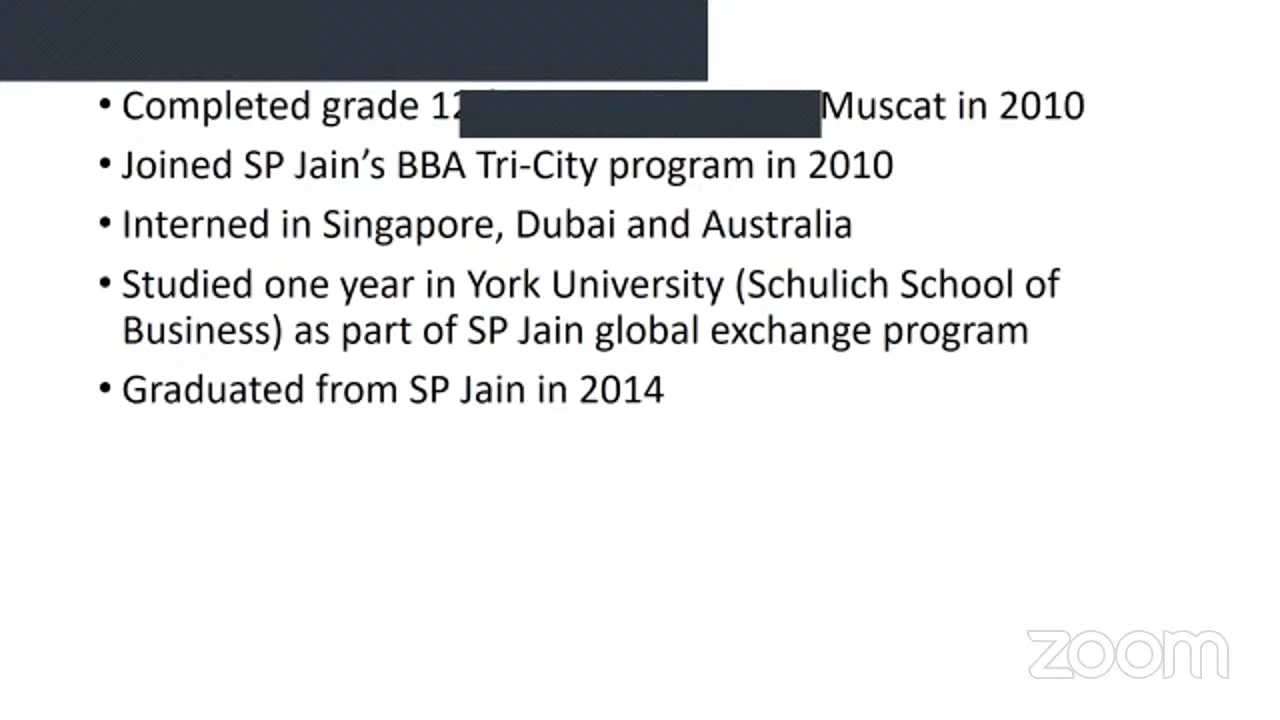 • Completed grade 12 Muscat in 2010
• Joined SP Jain’s BBA Tri-City program in 2010
• Interned in Singapore, Dubai and Australia
• Studied one year in York University (Schulich School of
Business) as part of SP Jain global exchange program
• Graduated from SP Jain in 2014
zoom